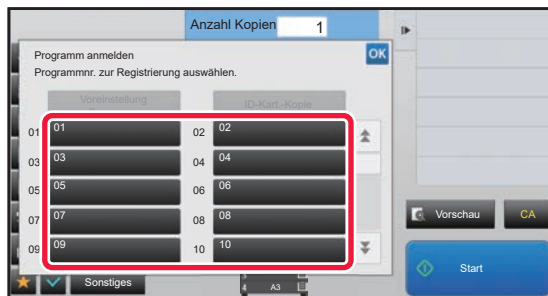 Anzahl Kopien 1
Programm anmelden OK
Programmnr. zur Registrierung auswählen.
Voreinstellung ID-Kart.-Kopie
01 01 02 02
03 03 04 04
05 05 06 06
07 07 08 08
09 09 10 10
Vorschau CA
Sonstiges
4 A3
Start